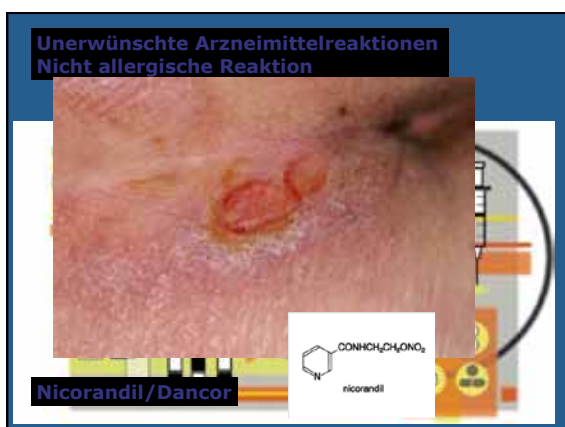 Unerwünschte Arzneimittelreaktionen
Nicht allergische Reaktion
CONHCH₂CH₂ONO₂
N
nicorandil
Nicorandil/Dancor